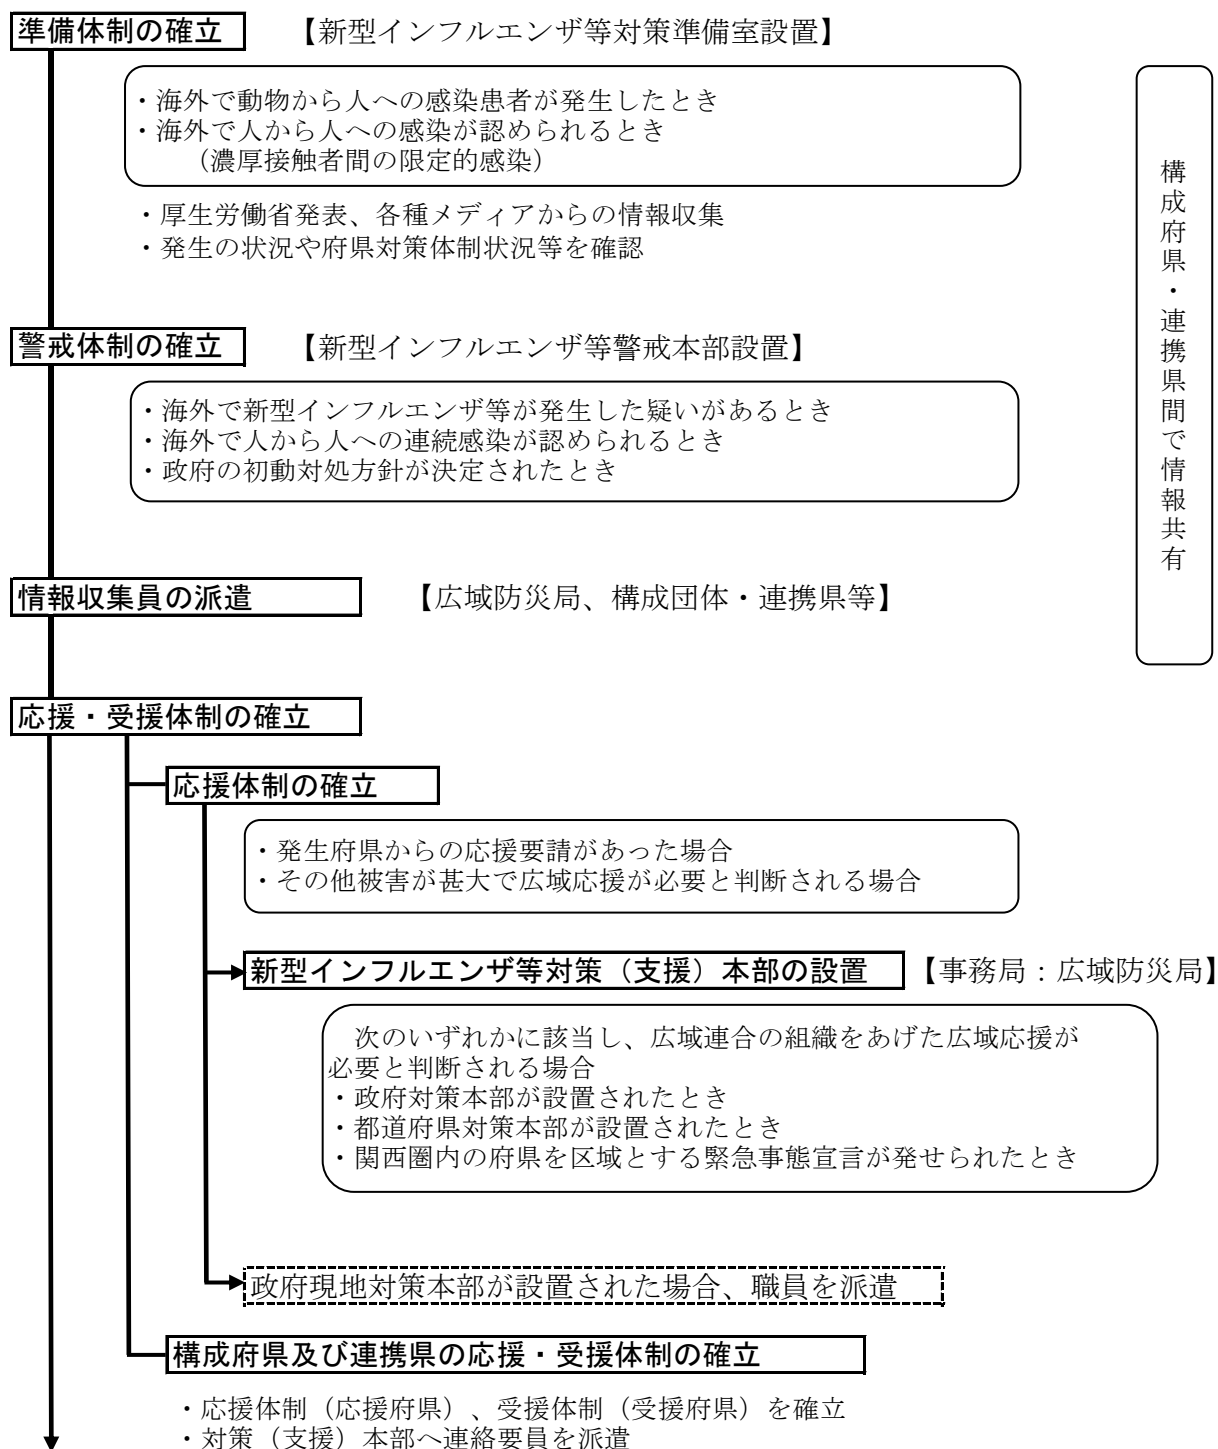 準備体制の確立 【新型インフルエンザ等対策準備室設置】
・海外で動物から人への感染患者が発生したとき
・海外で人から人への感染が認められるとき
（濃厚接触者間の限定的感染）
・厚生労働省発表、各種メディアからの情報収集
・発生の状況や府県対策体制状況等を確認
構成府県・連携県間で情報共有
警戒体制の確立 【新型インフルエンザ等警戒本部設置】
・海外で新型インフルエンザ等が発生した疑いがあるとき
・海外で人から人への連続感染が認められるとき
・政府の初動対処方針が決定されたとき
情報収集員の派遣 【広域防災局、構成団体・連携県等】
応援・受援体制の確立
応援体制の確立
・発生府県からの応援要請があった場合
・その他被害が甚大で広域応援が必要と判断される場合
新型インフルエンザ等対策（支援）本部の設置 【事務局：広域防災局】
次のいずれかに該当し、広域連合の組織をあげた広域応援が
必要と判断される場合
・政府対策本部が設置されたとき
・都道府県対策本部が設置されたとき
・関西圏内の府県を区域とする緊急事態宣言が発せられたとき
政府現地対策本部が設置された場合、職員を派遣
構成府県及び連携県の応援・受援体制の確立
・応援体制（応援府県）、受援体制（受援府県）を確立
・対策（支援）本部へ連絡要員を派遣